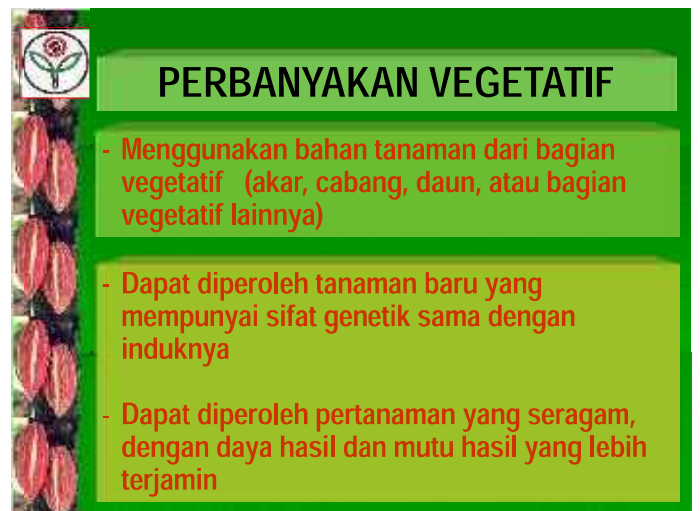 PERBANYAKAN VEGETATIF
- Menggunakan bahan tanaman dari bagian
vegetatif (akar, cabang, daun, atau bagian
vegetatif lainnya)
- Dapat diperoleh tanaman baru yang
mempunyai sifat genetik sama dengan
induknya
- Dapat diperoleh pertanaman yang seragam,
dengan daya hasil dan mutu hasil yang lebih
terjamin